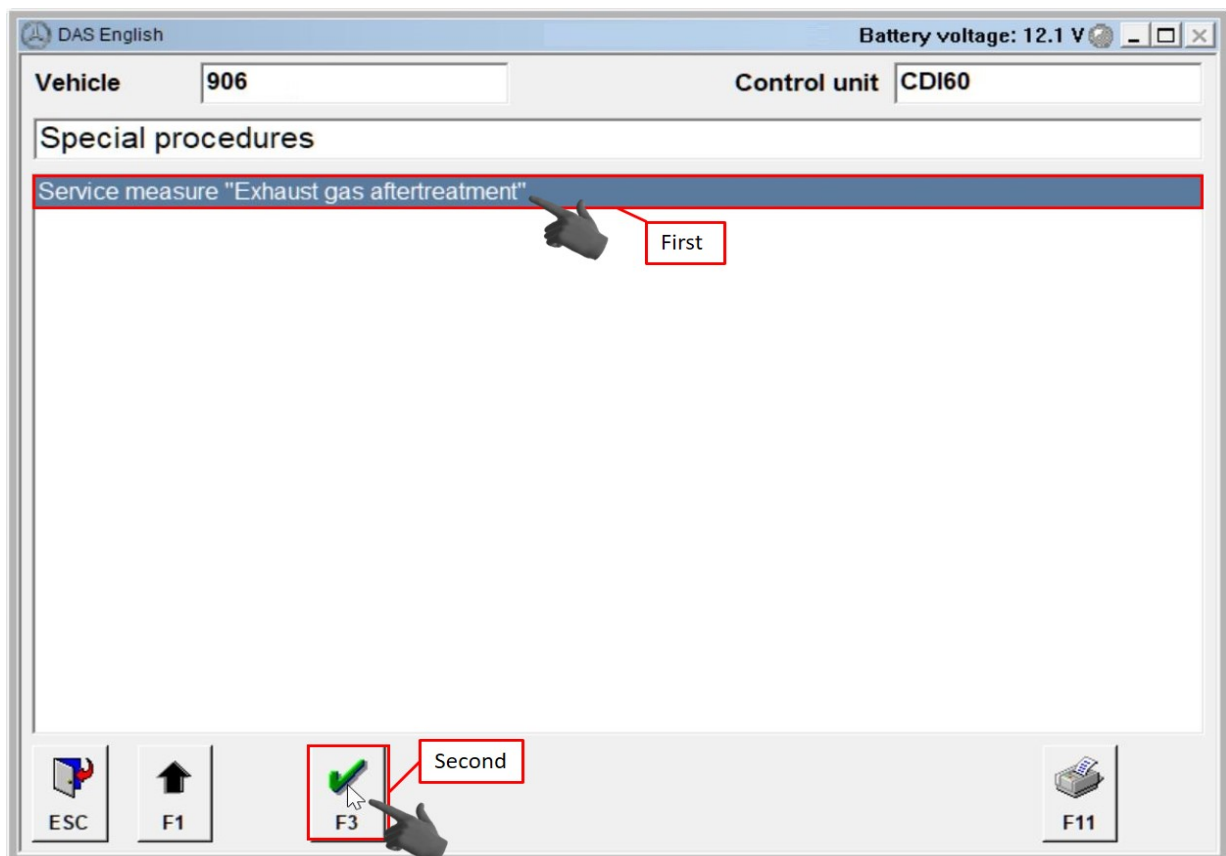 DAS English
Battery voltage: 12.1 V
Vehicle 906
Control unit CDI60
Special procedures
Service measure "Exhaust gas aftertreatment"
First
Second
ESC
F1
F3
F11